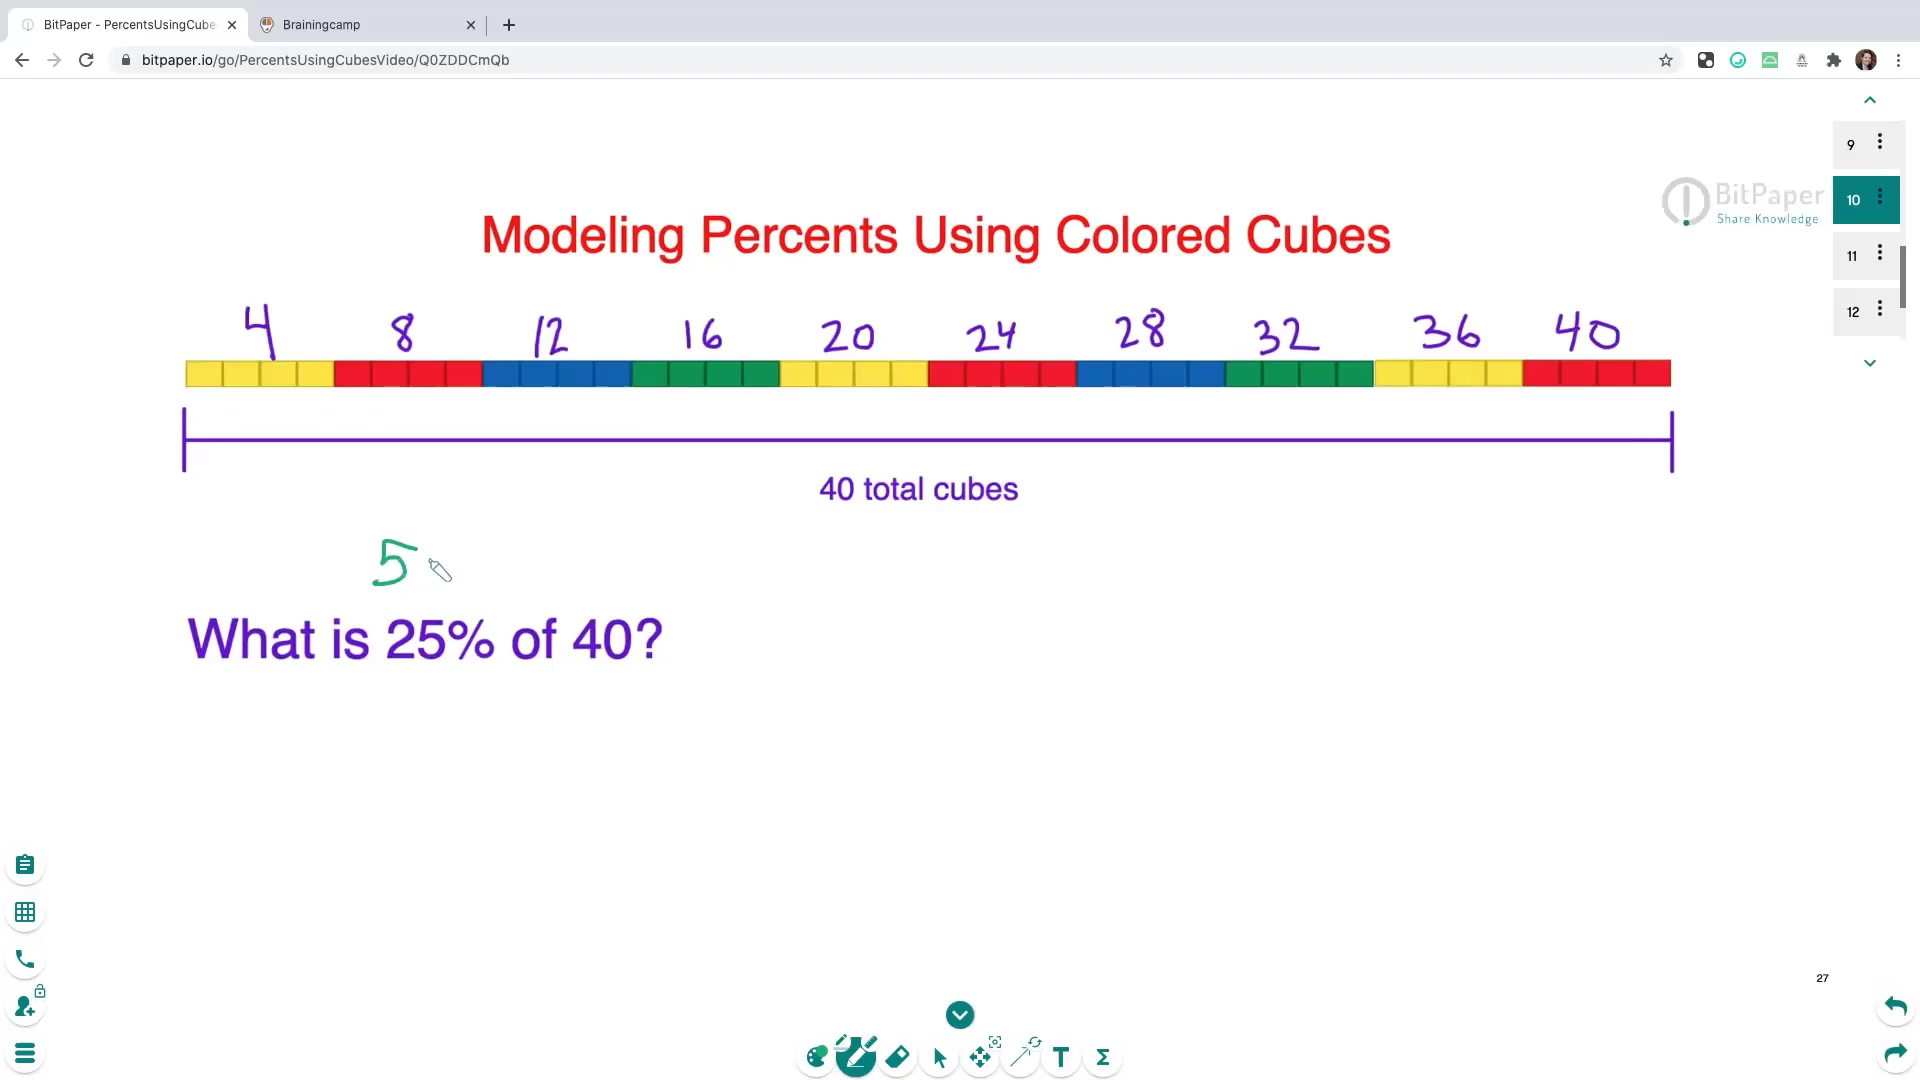 BitPaper - PercentsUsingCube
Brainingcamp
bitpaper.io/go/PercentsUsingCubesVideo/Q0ZDDCmQb
9
10
11
12
BitPaper
Share Knowledge
Modeling Percents Using Colored Cubes
4 8 12 16 20 24 28 32 36 40
40 total cubes
5
What is 25% of 40?
27
T Σ